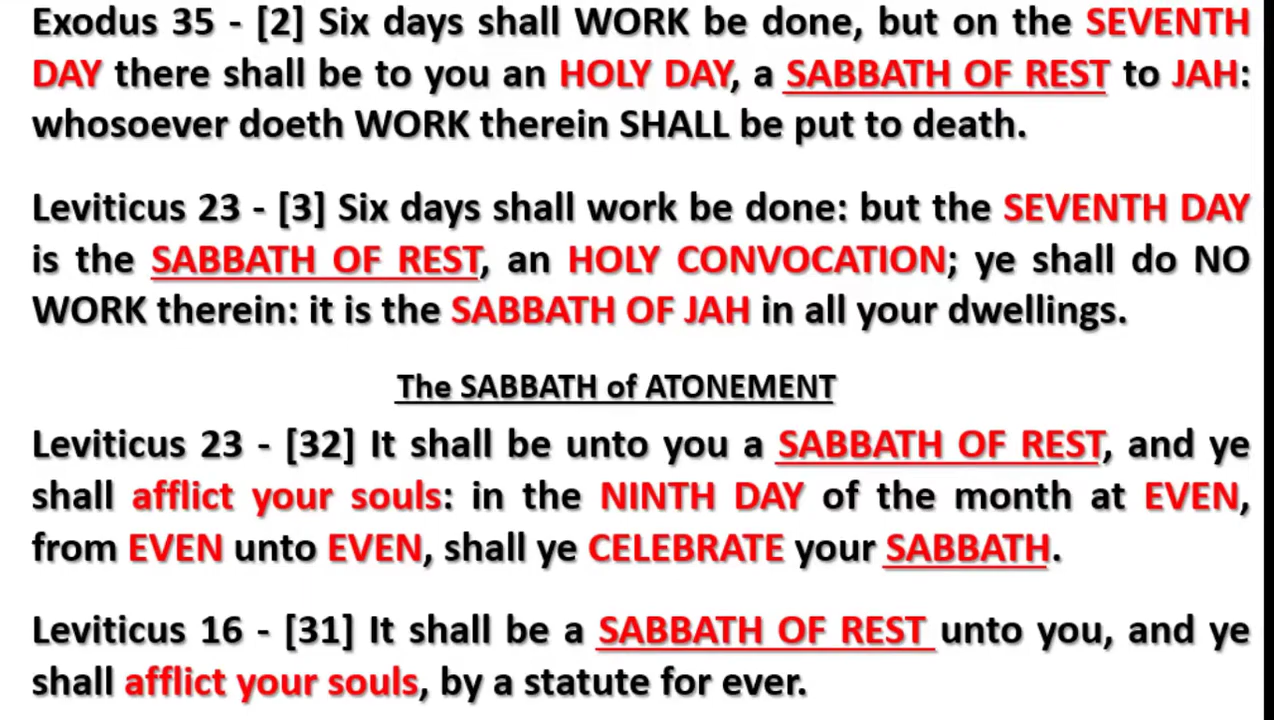 Exodus 35 - [2] Six days shall WORK be done, but on the SEVENTH
DAY there shall be to you an HOLY DAY, a SABBATH OF REST to JAH:
whosoever doeth WORK therein SHALL be put to death.
Leviticus 23 - [3] Six days shall work be done: but the SEVENTH DAY
is the SABBATH OF REST, an HOLY CONVOCATION; ye shall do NO
WORK therein: it is the SABBATH OF JAH in all your dwellings.
The SABBATH of ATONEMENT
Leviticus 23 - [32] It shall be unto you a SABBATH OF REST, and ye
shall afflict your souls: in the NINTH DAY of the month at EVEN,
from EVEN unto EVEN, shall ye CELEBRATE your SABBATH.
Leviticus 16 - [31] It shall be a SABBATH OF REST unto you, and ye
shall afflict your souls, by a statute for ever.